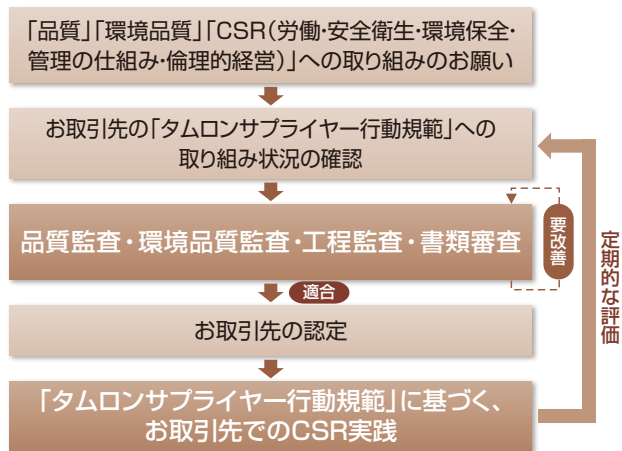 「品質」「環境品質」「CSR（労働・安全衛生・環境保全・
管理の仕組み・倫理的経営）」への取り組みのお願い
お取引先の「タムロンサプライヤー行動規範」への
取り組み状況の確認
品質監査・環境品質監査・工程監査・書類審査
要改善
適合
お取引先の認定
「タムロンサプライヤー行動規範」に基づく、
お取引先でのCSR実践
定期的な評価